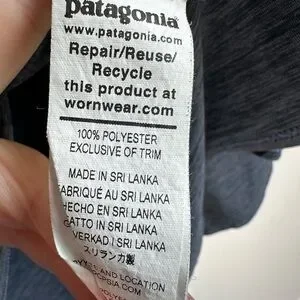 patagonia
www.patagonia.com
Repair/Reuse/
Recycle
this product at
wornwear.com
100% POLYESTER
EXCLUSIVE OF TRIM
MADE IN SRI LANKA
FABRIQUÉ AU SRI LANKA
HECHO EN SRI LANKA
FATTO IN SRI LANKA
VERKAD I SRI LANKA
スリランカ製
AND LOCATION